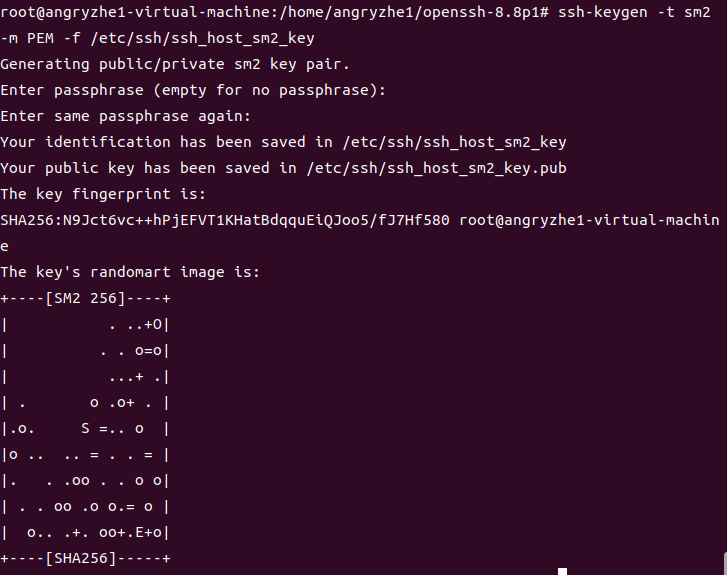 root@angryzhe1-virtual-machine:/home/angryzhe1/openssh-8.8p1# ssh-keygen -t sm2
-m PEM -f /etc/ssh/ssh_host_sm2_key
Generating public/private sm2 key pair.
Enter passphrase (empty for no passphrase):
Enter same passphrase again:
Your identification has been saved in /etc/ssh/ssh_host_sm2_key
Your public key has been saved in /etc/ssh/ssh_host_sm2_key.pub
The key fingerprint is:
SHA256:N9Jct6vc++hPjEFVT1KHatBdqquEiQJoo5/fJ7Hf580 root@angryzhe1-virtual-machin
e
The key's randomart image is:
+----[SM2 256]----+
|           . ..+O|
|          . . o=o|
|           ...+ .|
| .       o .o+ . |
|.o.     S =.. o  |
|o ..  .. = . . = |
|.   . .oo . . o o|
| . . oo .o o.= o |
|  o.. .+. oo+.E+o|
+----[SHA256]-----+